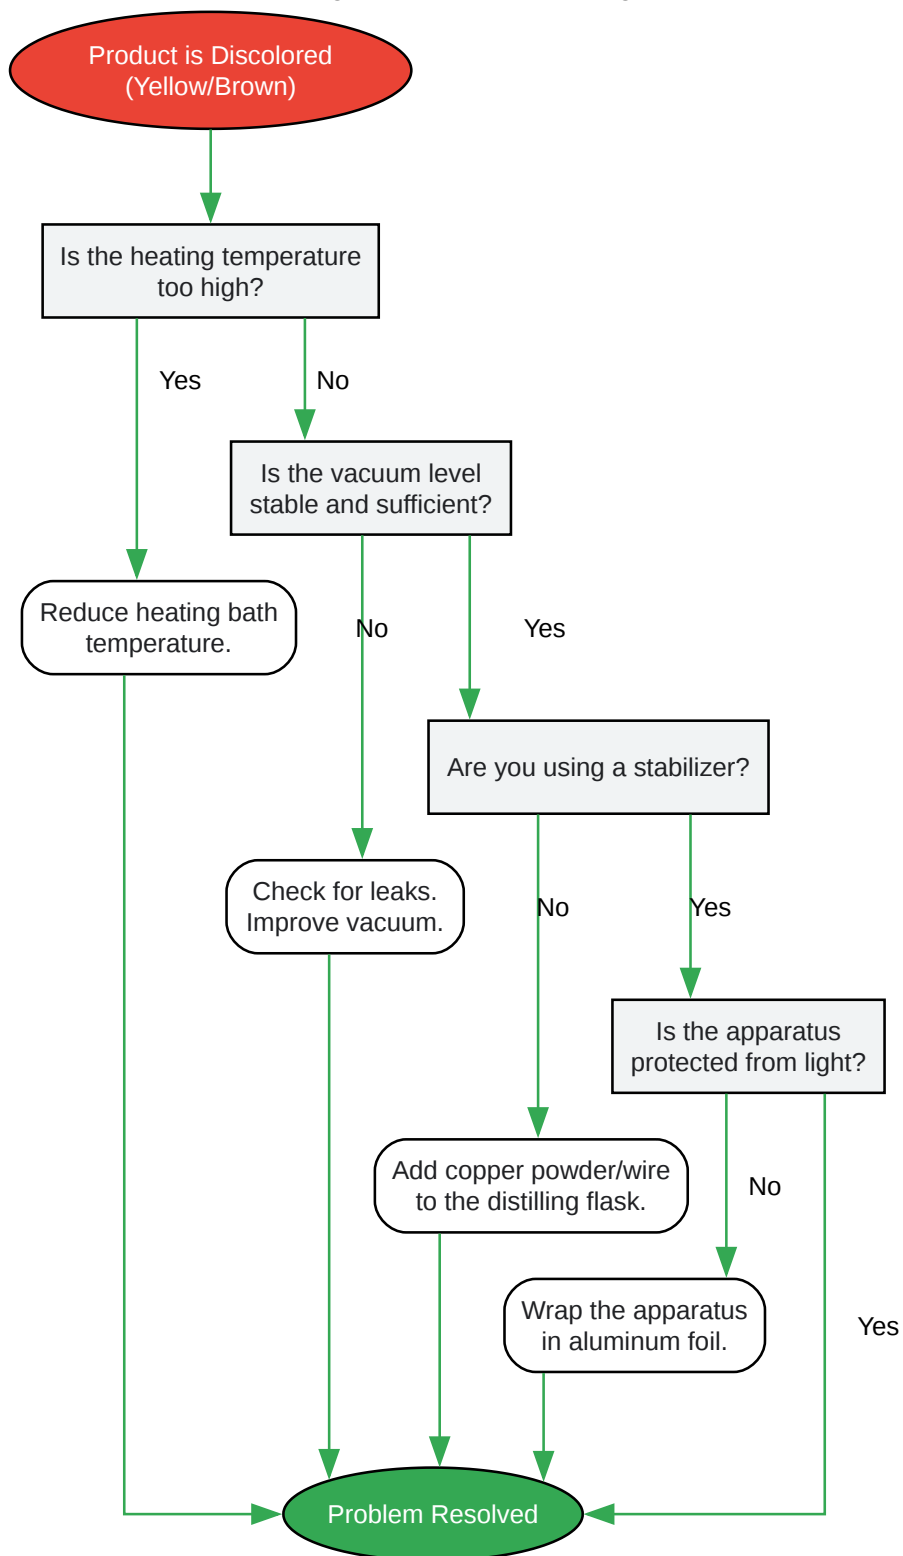 Product is Discolored
(Yellow/Brown)
Is the heating temperature
too high?
Yes
No
Is the vacuum level
stable and sufficient?
Reduce heating bath
temperature.
No
Yes
Are you using a stabilizer?
Check for leaks.
Improve vacuum.
No
Yes
Is the apparatus
protected from light?
Add copper powder/wire
to the distilling flask.
No
Wrap the apparatus
in aluminum foil.
Yes
Problem Resolved